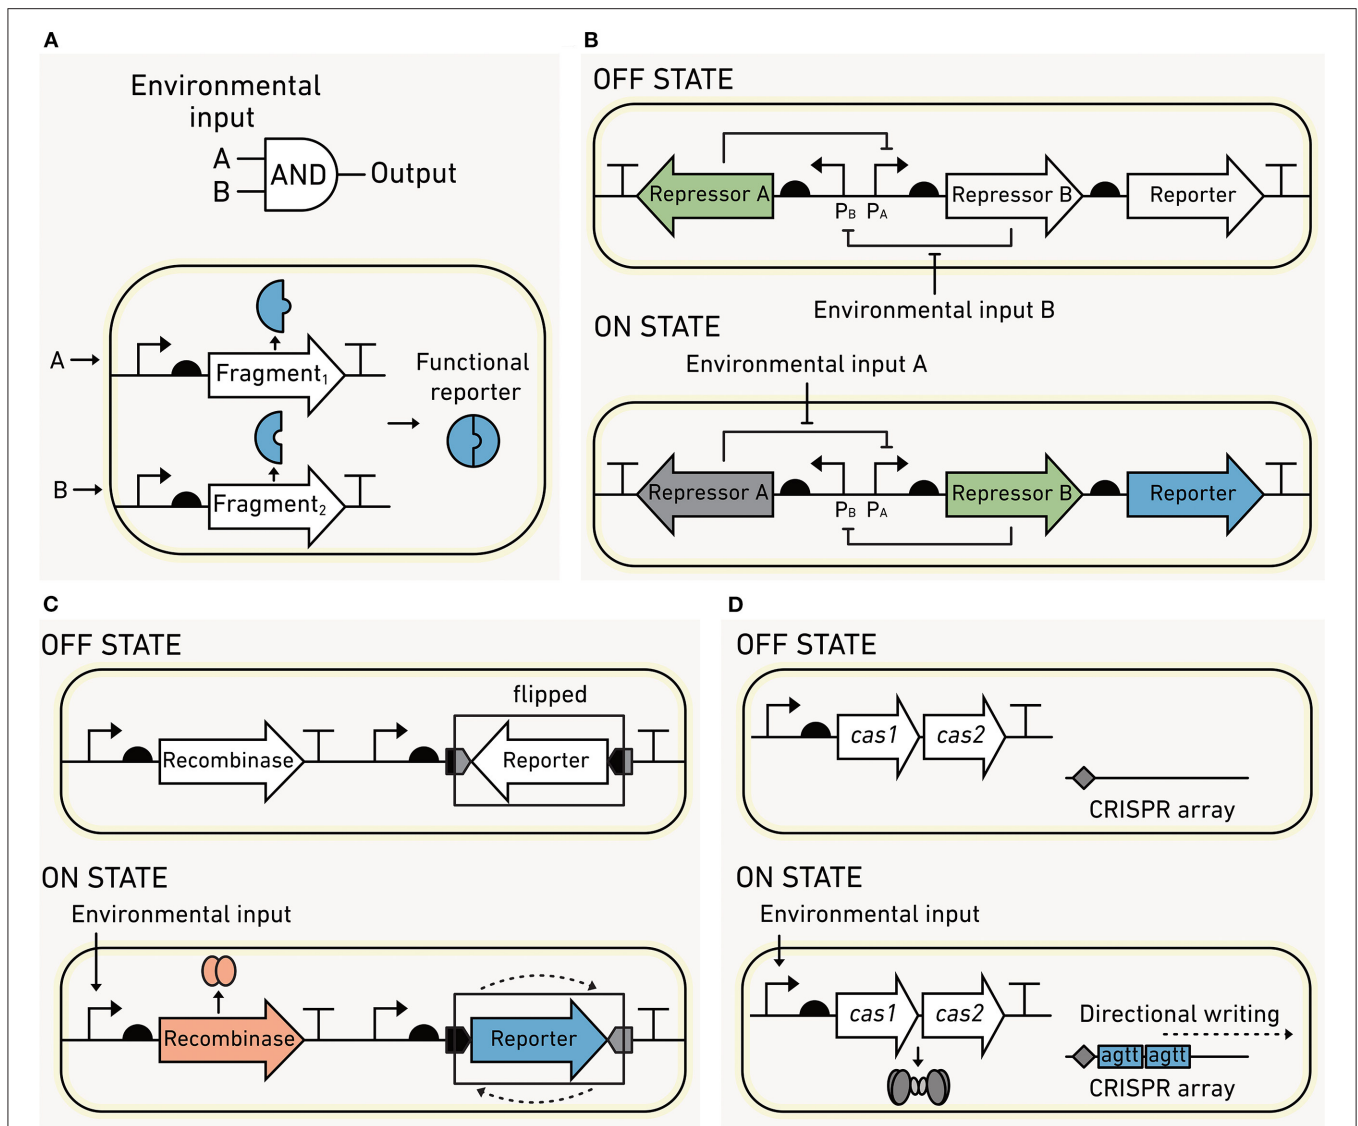 A
Environmental
input
A
B
AND
Output
A
Fragment₁
Functional
reporter
B
Fragment₂
B
OFF STATE
Repressor A
Repressor B
Reporter
PB PA
Environmental input B
ON STATE
Environmental input A
Repressor A
Repressor B
Reporter
PB PA
C
OFF STATE
flipped
Recombinase
Reporter
ON STATE
Environmental input
Recombinase
Reporter
D
OFF STATE
cas1
cas2
CRISPR array
ON STATE
Environmental input
cas1
cas2
Directional writing
agtt agtt
CRISPR array